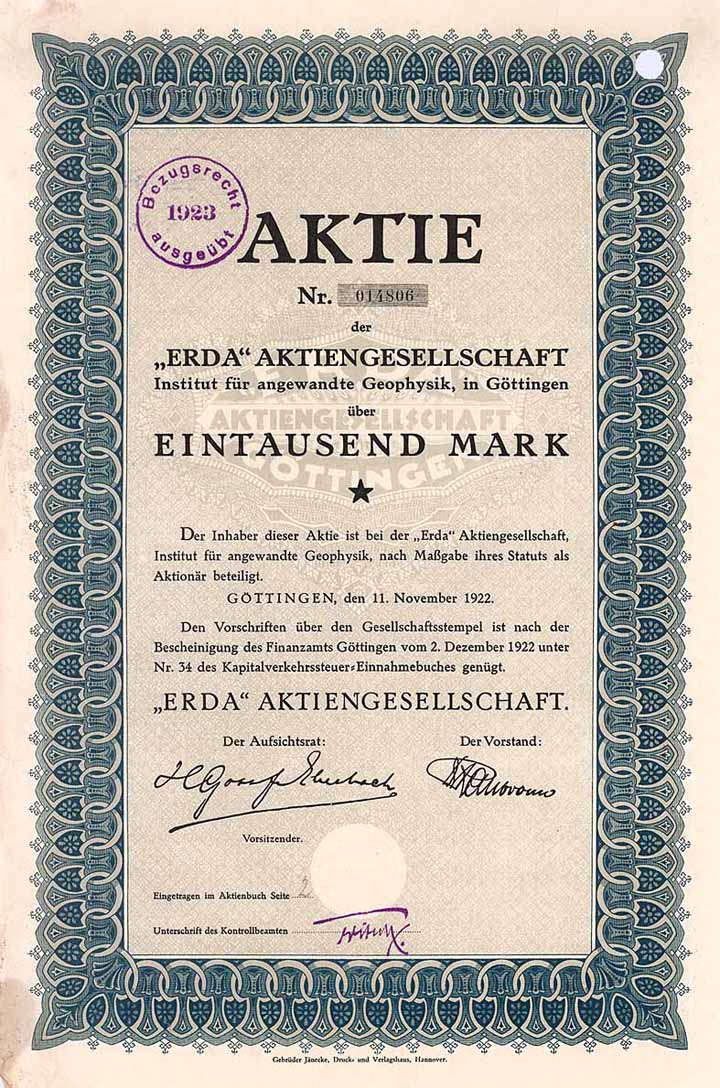 Bezugsrecht
1923
ausgeübt
AKTIE
Nr. 014806
der
„ERDA“ AKTIENGESELLSCHAFT
Institut für angewandte Geophysik, in Göttingen
über
ERDA
AKTIENGESELLSCHAFT
GÖTTINGEN
EINTAUSEND MARK
Der Inhaber dieser Aktie ist bei der „Erda“ Aktiengesellschaft,
Institut für angewandte Geophysik, nach Maßgabe ihres Statuts als
Aktionär beteiligt.
GÖTTINGEN, den 11. November 1922.
Den Vorschriften über den Gesellschaftsstempel ist nach der
Bescheinigung des Finanzamts Göttingen vom 2. Dezember 1922 unter
Nr. 34 des Kapitalverkehrssteuer=Einnahmebuches genügt.
„ERDA“ AKTIENGESELLSCHAFT.
Der Aufsichtsrat: Der Vorstand:
Vorsitzender.
Eingetragen im Aktienbuch Seite 2
Unterschrift des Kontrollbeamten
Gebrüder Jänecke, Druck- und Verlagshaus, Hannover.